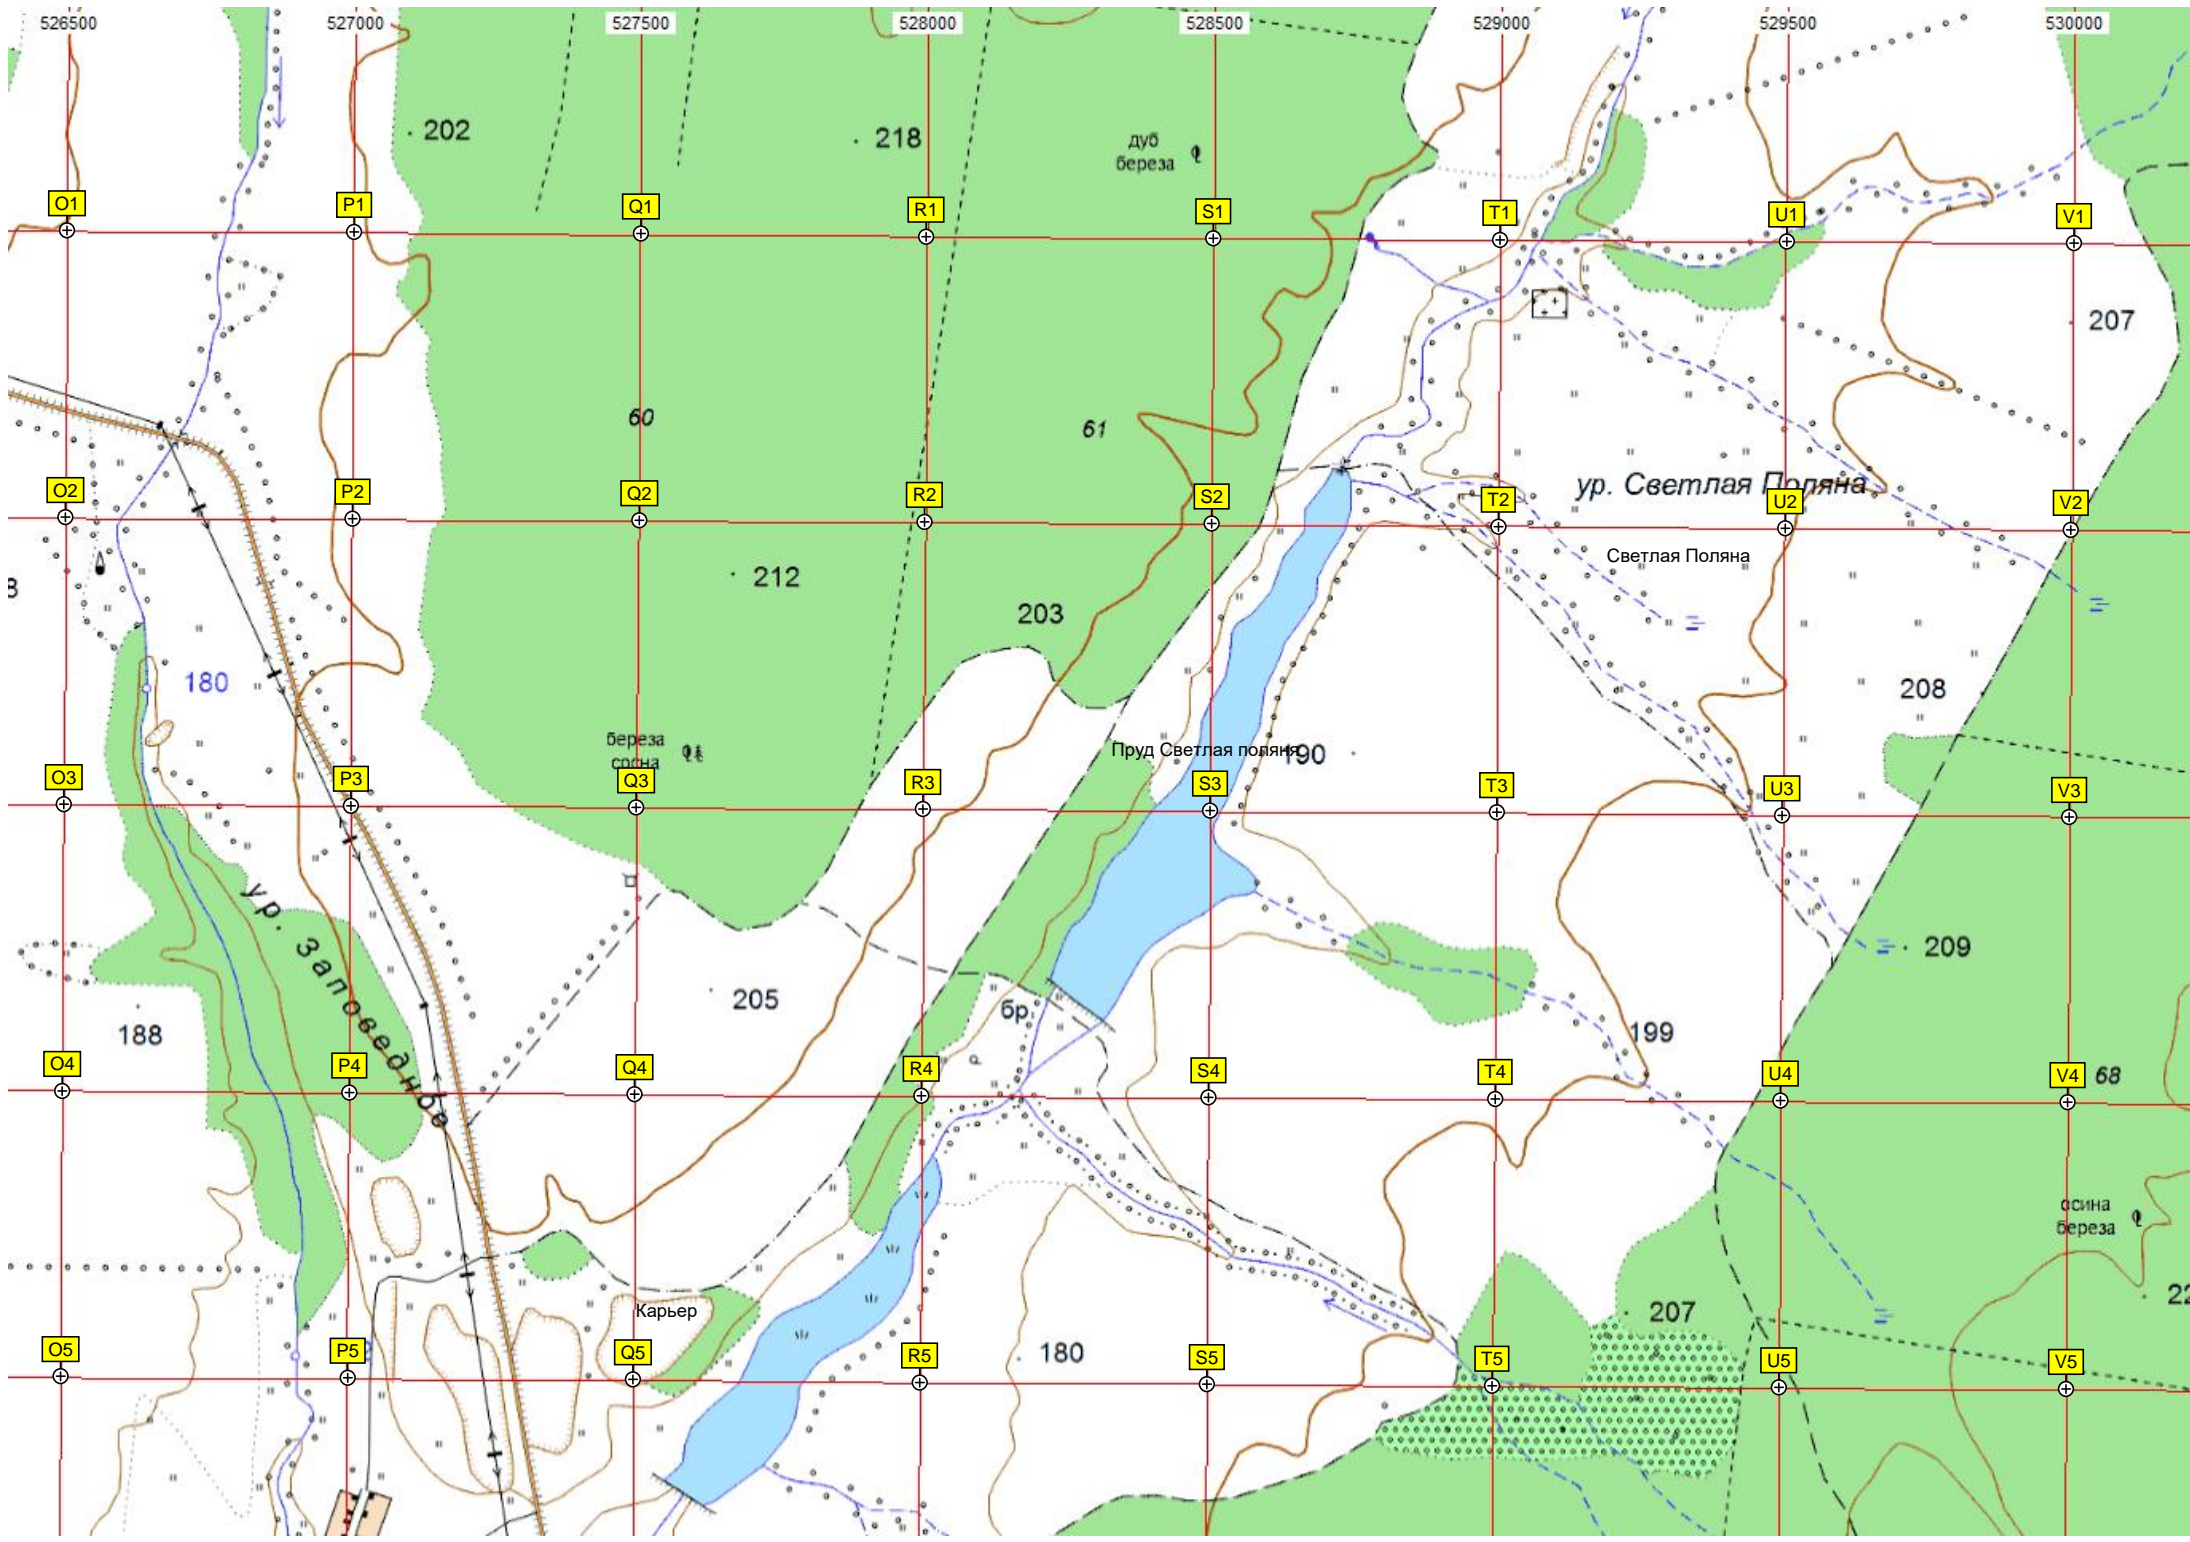 526500 527000 527500 528000 528500 529000 529500 530000
202
218
дуб
береза
O1 P1 Q1 R1 S1 T1 U1 V1
207
60
61
ур. Светлая Поляна
O2 P2 Q2 R2 S2 T2 U2 V2
Светлая Поляна
212
203
180
208
береза
сосна
Пруд Светлая поляна
190
O3 P3 Q3 R3 S3 T3 U3 V3
ур. Заповедное
209
205
бр.
188
199
O4 P4 Q4 R4 S4 T4 U4 V4
68
осина
береза
Карьер
207
22
180
O5 P5 Q5 R5 S5 T5 U5 V5